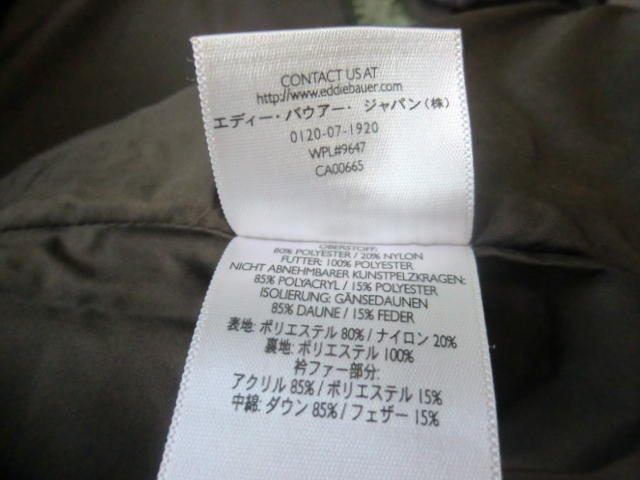 CONTACT US AT
http://www.eddiebauer.com
エディー・バウアー・ ジャパン(株)
0120-07-1920
WPL#9647
CA00665
OBERSTOFF:
80% POLYESTER / 20% NYLON
FUTTER: 100% POLYESTER
NICHT ABNEHMBARER KUNSTPELZKRAGEN:
85% POLYACRYL / 15% POLYESTER
ISOLIERUNG: GÄNSEDAUNEN
85% DAUNE / 15% FEDER
表地: ポリエステル 80% / ナイロン 20%
裏地: ポリエステル 100%
衿ファー部分:
アクリル 85% / ポリエステル 15%
中綿: ダウン 85% / フェザー 15%